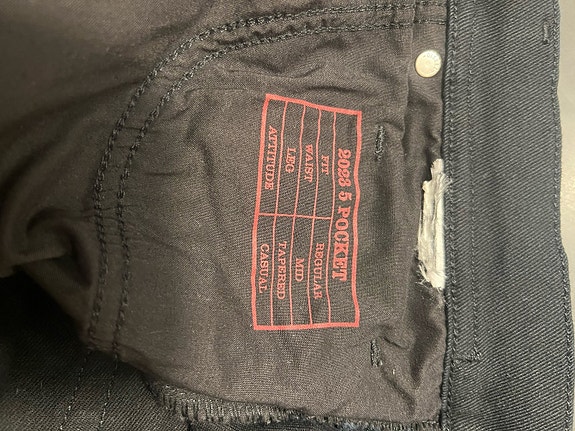 2023 5 POCKET
FIT REGULAR
WAIST MID
LEG TAPERED
ATTITUDE CASUAL